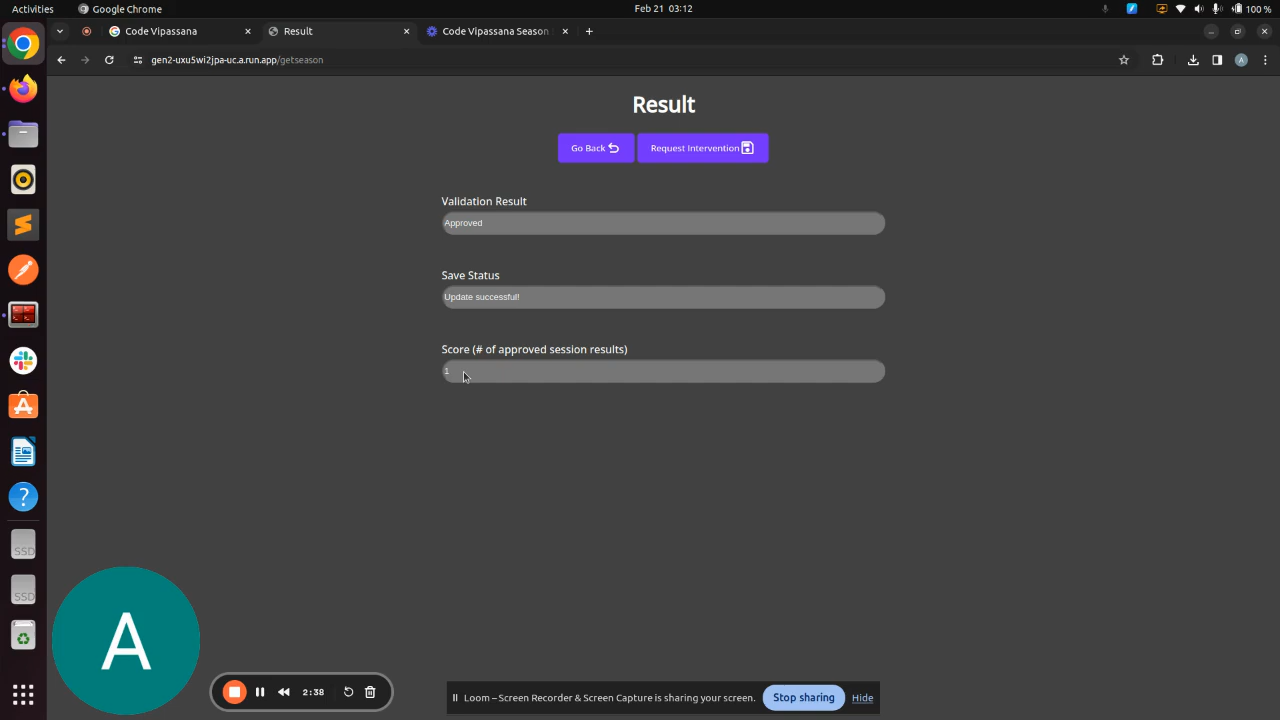 Activities
Google Chrome
Feb 21 03:12
100 %
Code Vipassana
Result
Code Vipassana Season
gen2-uxu5wi2jpa-uc.a.run.app/getseason
A
Result
Go Back
Request Intervention
Validation Result
Approved
Save Status
Update successful!
Score (# of approved session results)
1
SSD
SSD
A
2:38
Loom – Screen Recorder & Screen Capture is sharing your screen.
Stop sharing
Hide